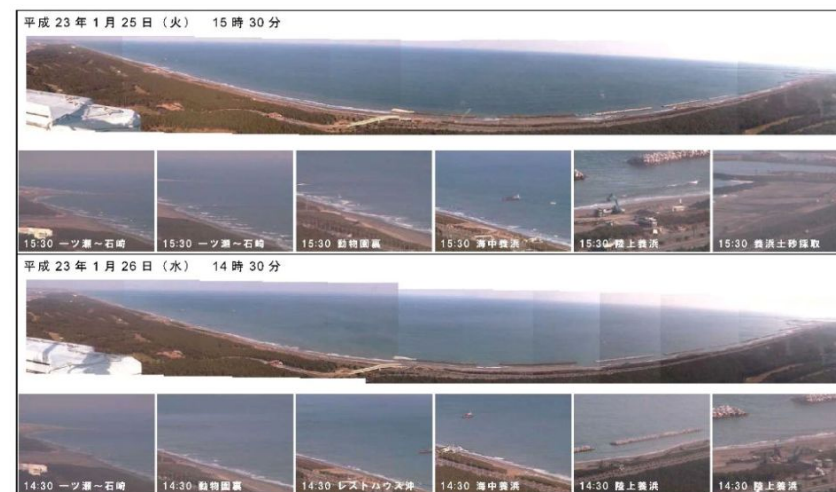 平成 23 年 1 月 25 日（火） 15 時 30 分
15:30 一ツ瀬～石崎
15:30 一ツ瀬～石崎
15:30 動物園裏
15:30 海中養浜
15:30 陸上養浜
15:30 養浜土砂採取
平成 23 年 1 月 26 日（水） 14 時 30 分
14:30 一ツ瀬～石崎
14:30 動物園裏
14:30 レストハウス沖
14:30 海中養浜
14:30 陸上養浜
14:30 陸上養浜